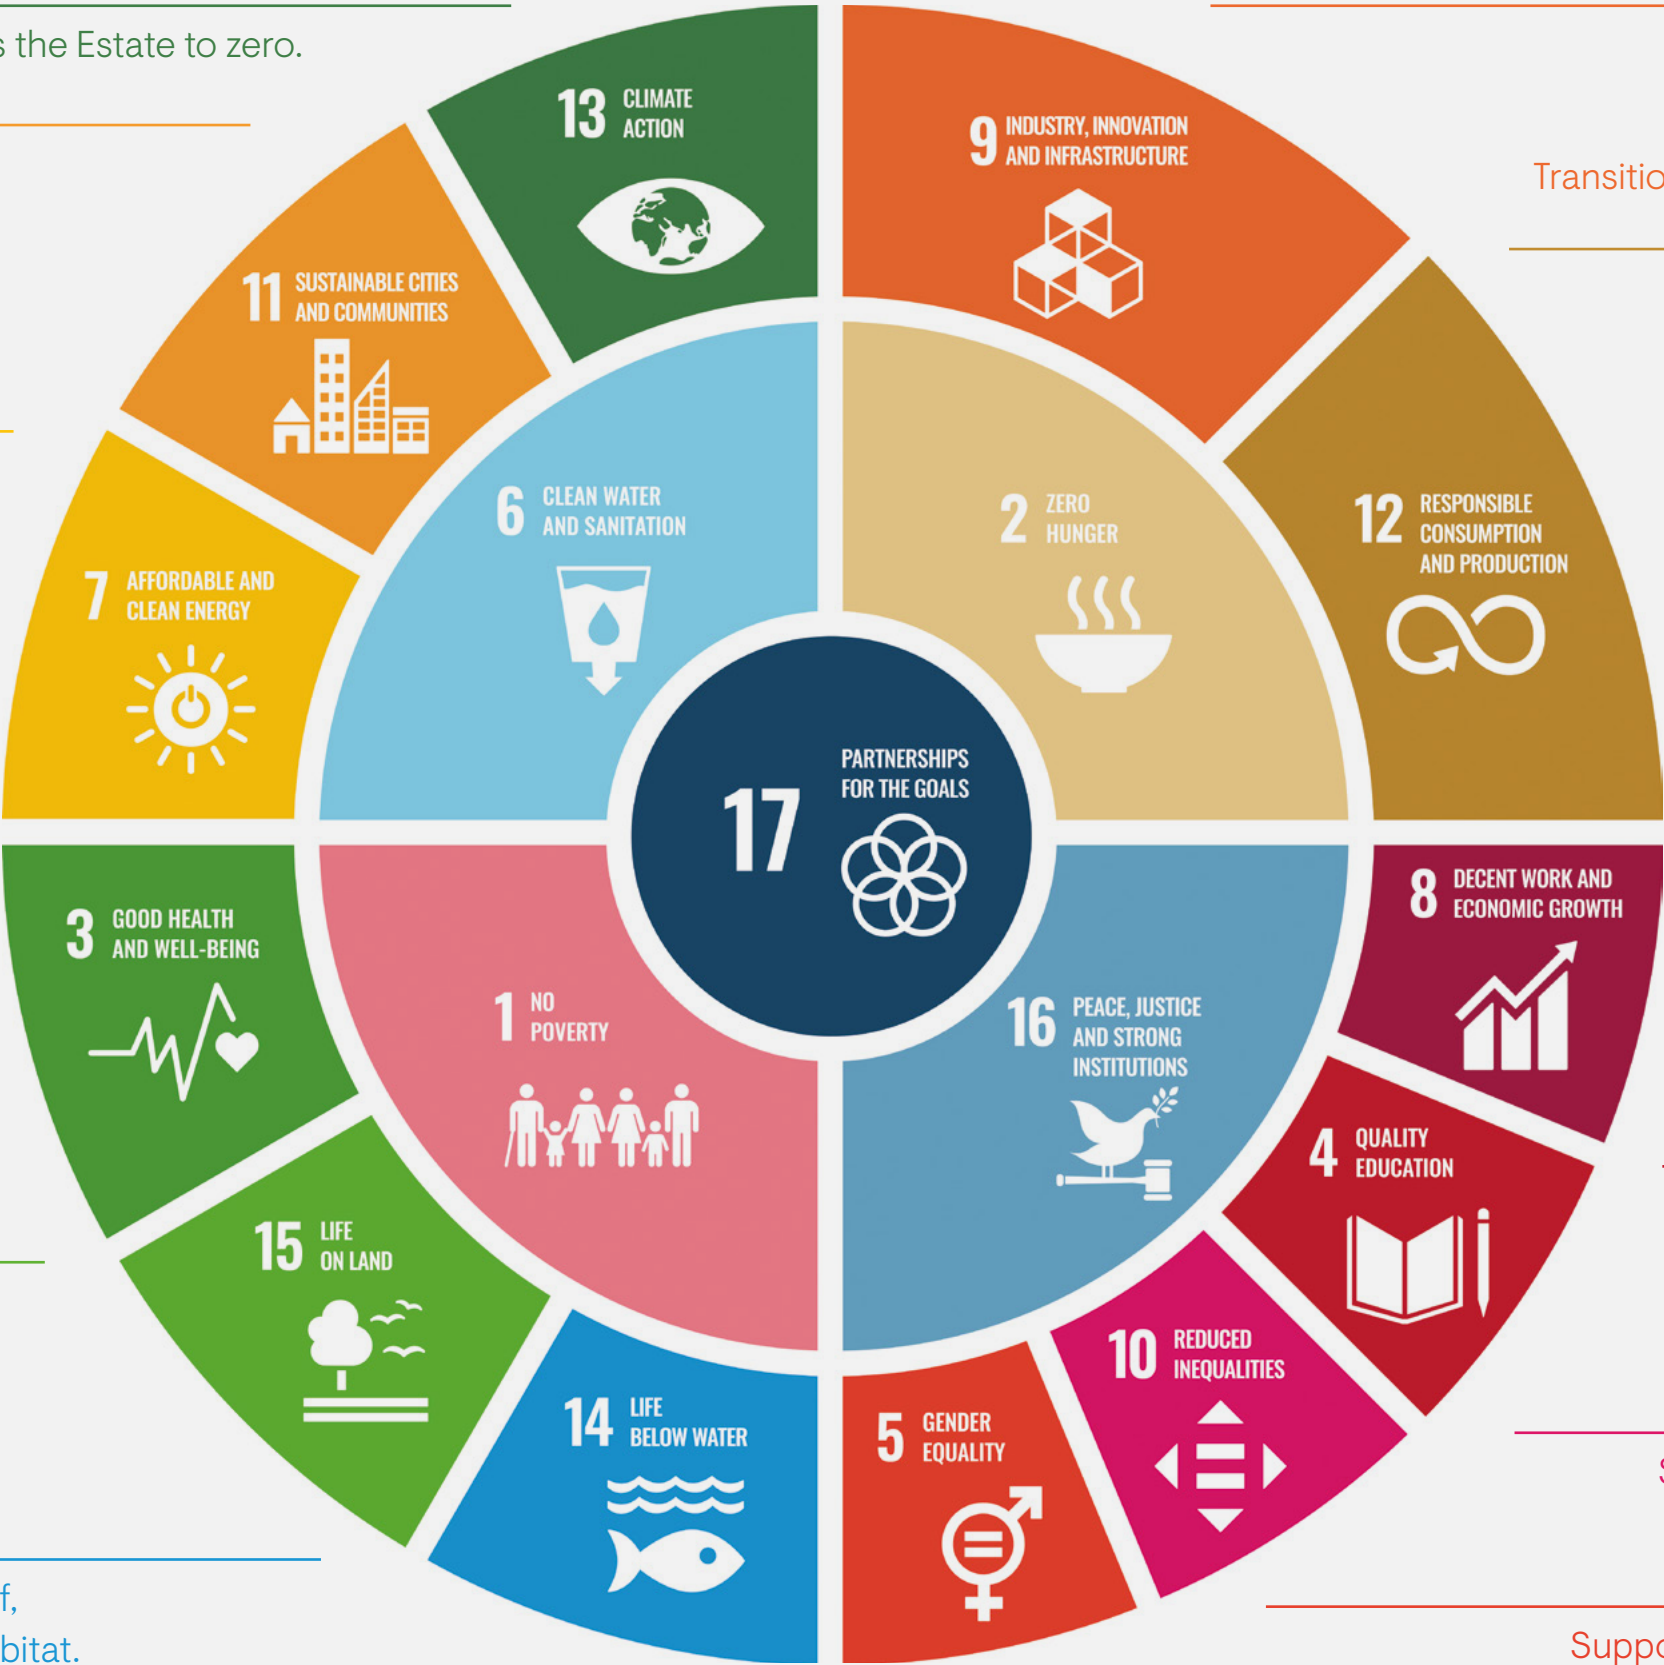 s the Estate to zero.
13 CLIMATE
ACTION
9 INDUSTRY, INNOVATION
AND INFRASTRUCTURE
Transitio
11 SUSTAINABLE CITIES
AND COMMUNITIES
6 CLEAN WATER
AND SANITATION
2 ZERO
HUNGER
12 RESPONSIBLE
CONSUMPTION
AND PRODUCTION
7 AFFORDABLE AND
CLEAN ENERGY
17 PARTNERSHIPS
FOR THE GOALS
8 DECENT WORK AND
ECONOMIC GROWTH
3 GOOD HEALTH
AND WELL-BEING
1 NO
POVERTY
16 PEACE, JUSTICE
AND STRONG
INSTITUTIONS
4 QUALITY
EDUCATION
15 LIFE
ON LAND
10 REDUCED
INEQUALITIES
14 LIFE
BELOW WATER
5 GENDER
EQUALITY
f,
bitat.
Suppo